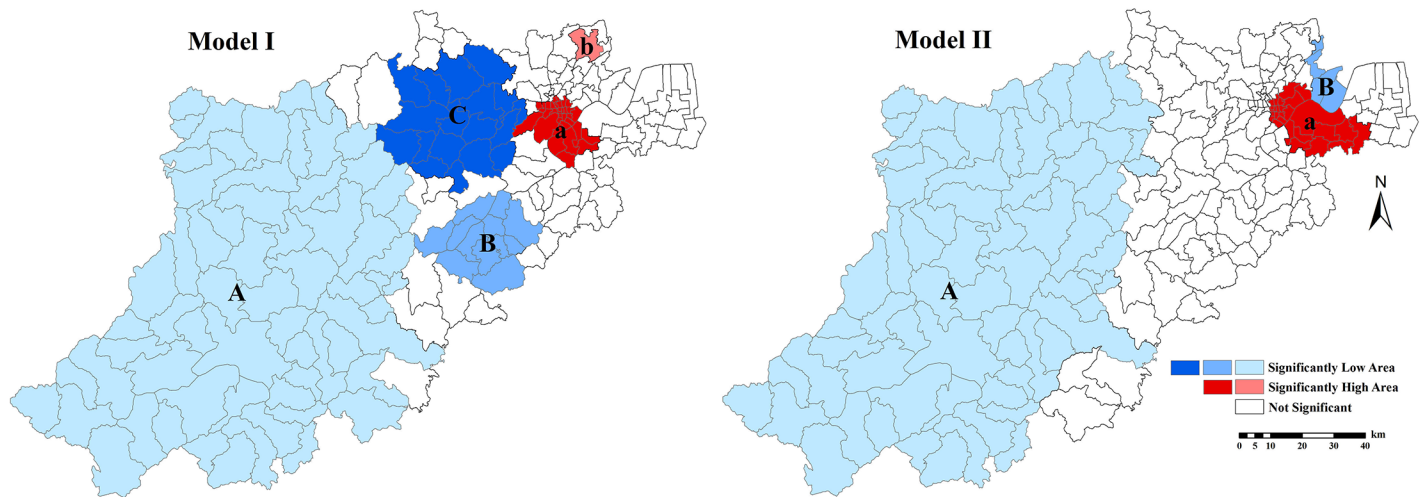 Model I
b
C
a
B
A
Model II
B
a
N
A
Significantly Low Area
Significantly High Area
Not Significant
km
0 5 10 20 30 40